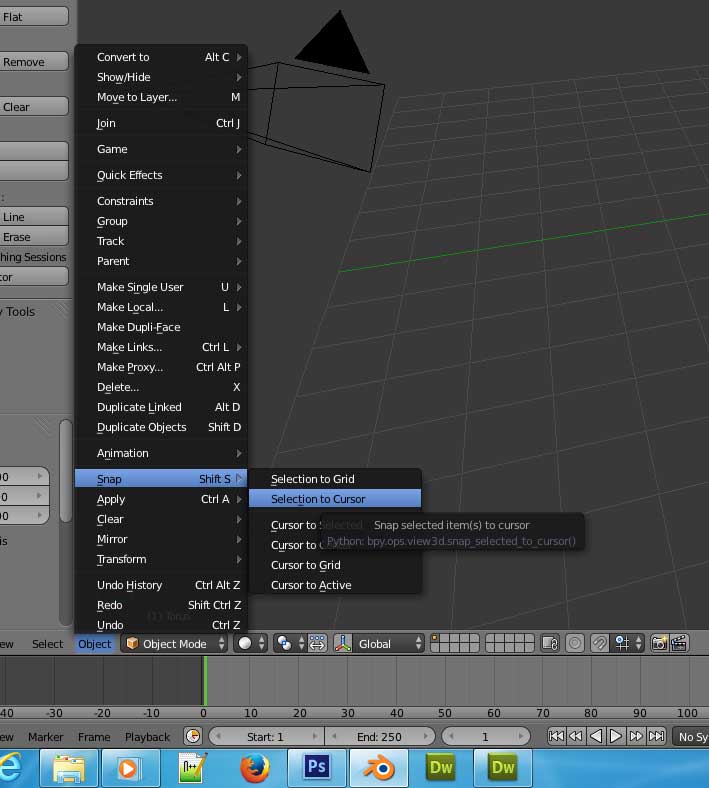 Flat
Remove
Clear
:
Line
Erase
hing Sessions
tor
y Tools
00
0
00
is
Convert to Alt C
Show/Hide
Move to Layer... M
Join Ctrl J
Game
Quick Effects
Constraints
Group
Track
Parent
Make Single User U
Make Local... L
Make Dupli-Face
Make Links... Ctrl L
Make Proxy... Ctrl Alt P
Delete... X
Duplicate Linked Alt D
Duplicate Objects Shift D
Animation
Snap Shift S
Apply Ctrl A
Clear
Mirror
Transform
Undo History Ctrl Alt Z
Redo Shift Ctrl Z
Undo Ctrl Z
(1) Torus
Selection to Grid
Selection to Cursor
Cursor to Selected
Cursor to
Cursor to Grid
Cursor to Active
Snap selected item(s) to cursor
Python: bpy.ops.view3d.snap_selected_to_cursor()
ew Select Object Object Mode Global
-40 -30 -20 -10 0 10 20 30 40 50 60 70 80 90 100
ew Marker Frame Playback Start: 1 End: 250 1 No Sy
Ps Dw Dw